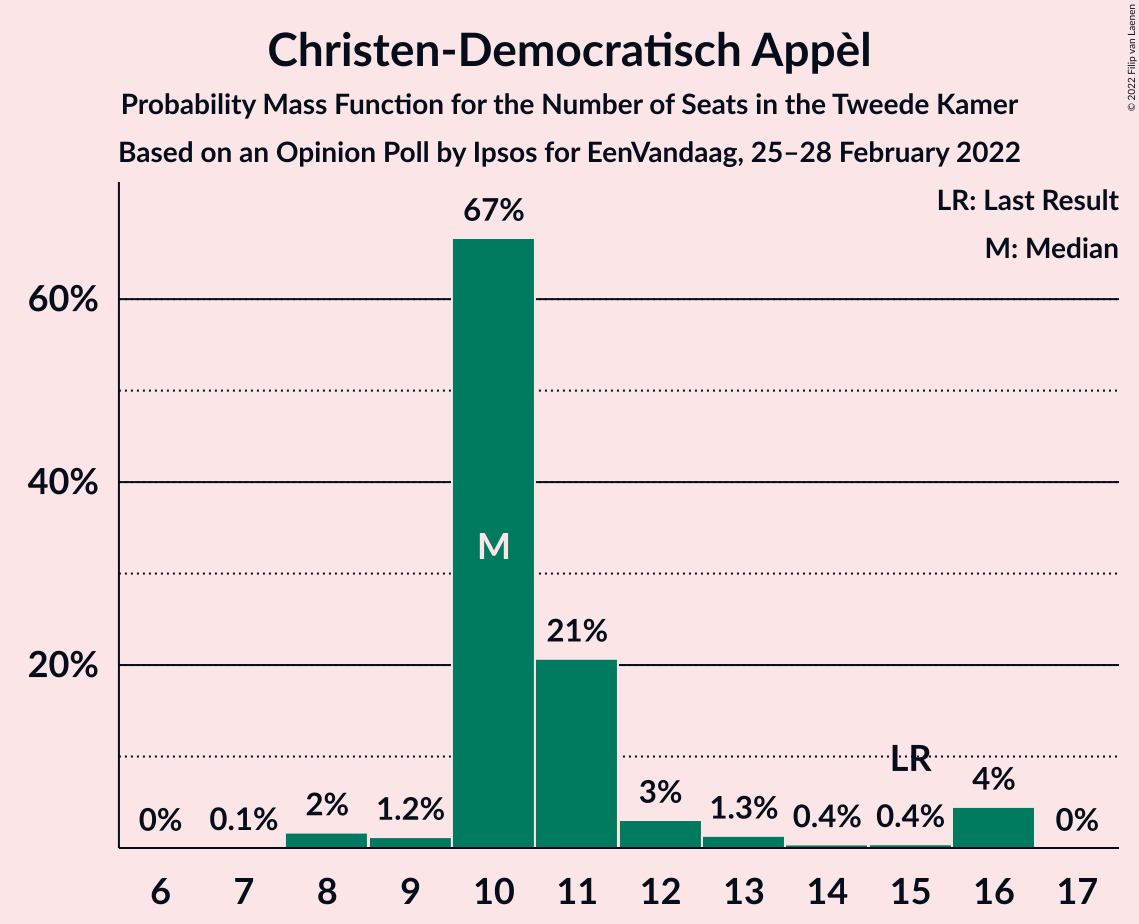 Christen-Democratisch Appèl
Probability Mass Function for the Number of Seats in the Tweede Kamer
Based on an Opinion Poll by Ipsos for EenVandaag, 25–28 February 2022
© 2022 Filip van Laenen
LR: Last Result
M: Median
60%
40%
20%
0%
0.1%
2%
1.2%
67%
M
21%
3%
1.3%
0.4%
LR
0.4%
4%
0%
6 7 8 9 10 11 12 13 14 15 16 17